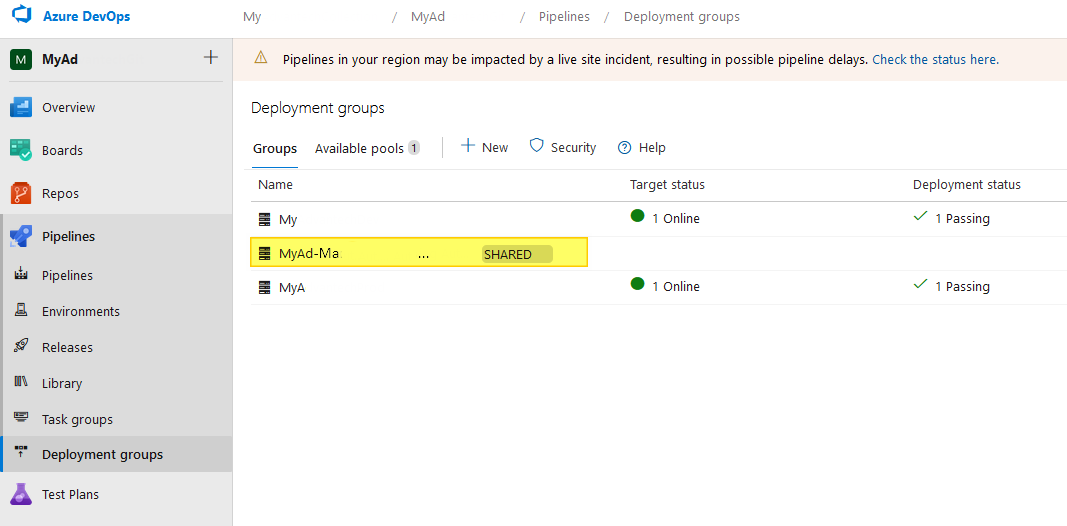 Azure DevOps
My / MyAd / Pipelines / Deployment groups
M MyAd
Pipelines in your region may be impacted by a live site incident, resulting in possible pipeline delays. Check the status here.
Overview
Boards
Repos
Pipelines
Pipelines
Environments
Releases
Library
Task groups
Deployment groups
Test Plans
Deployment groups
Groups Available pools 1 New Security Help
Name Target status Deployment status
My 1 Online 1 Passing
MyAd-Ma ... SHARED
MyA 1 Online 1 Passing